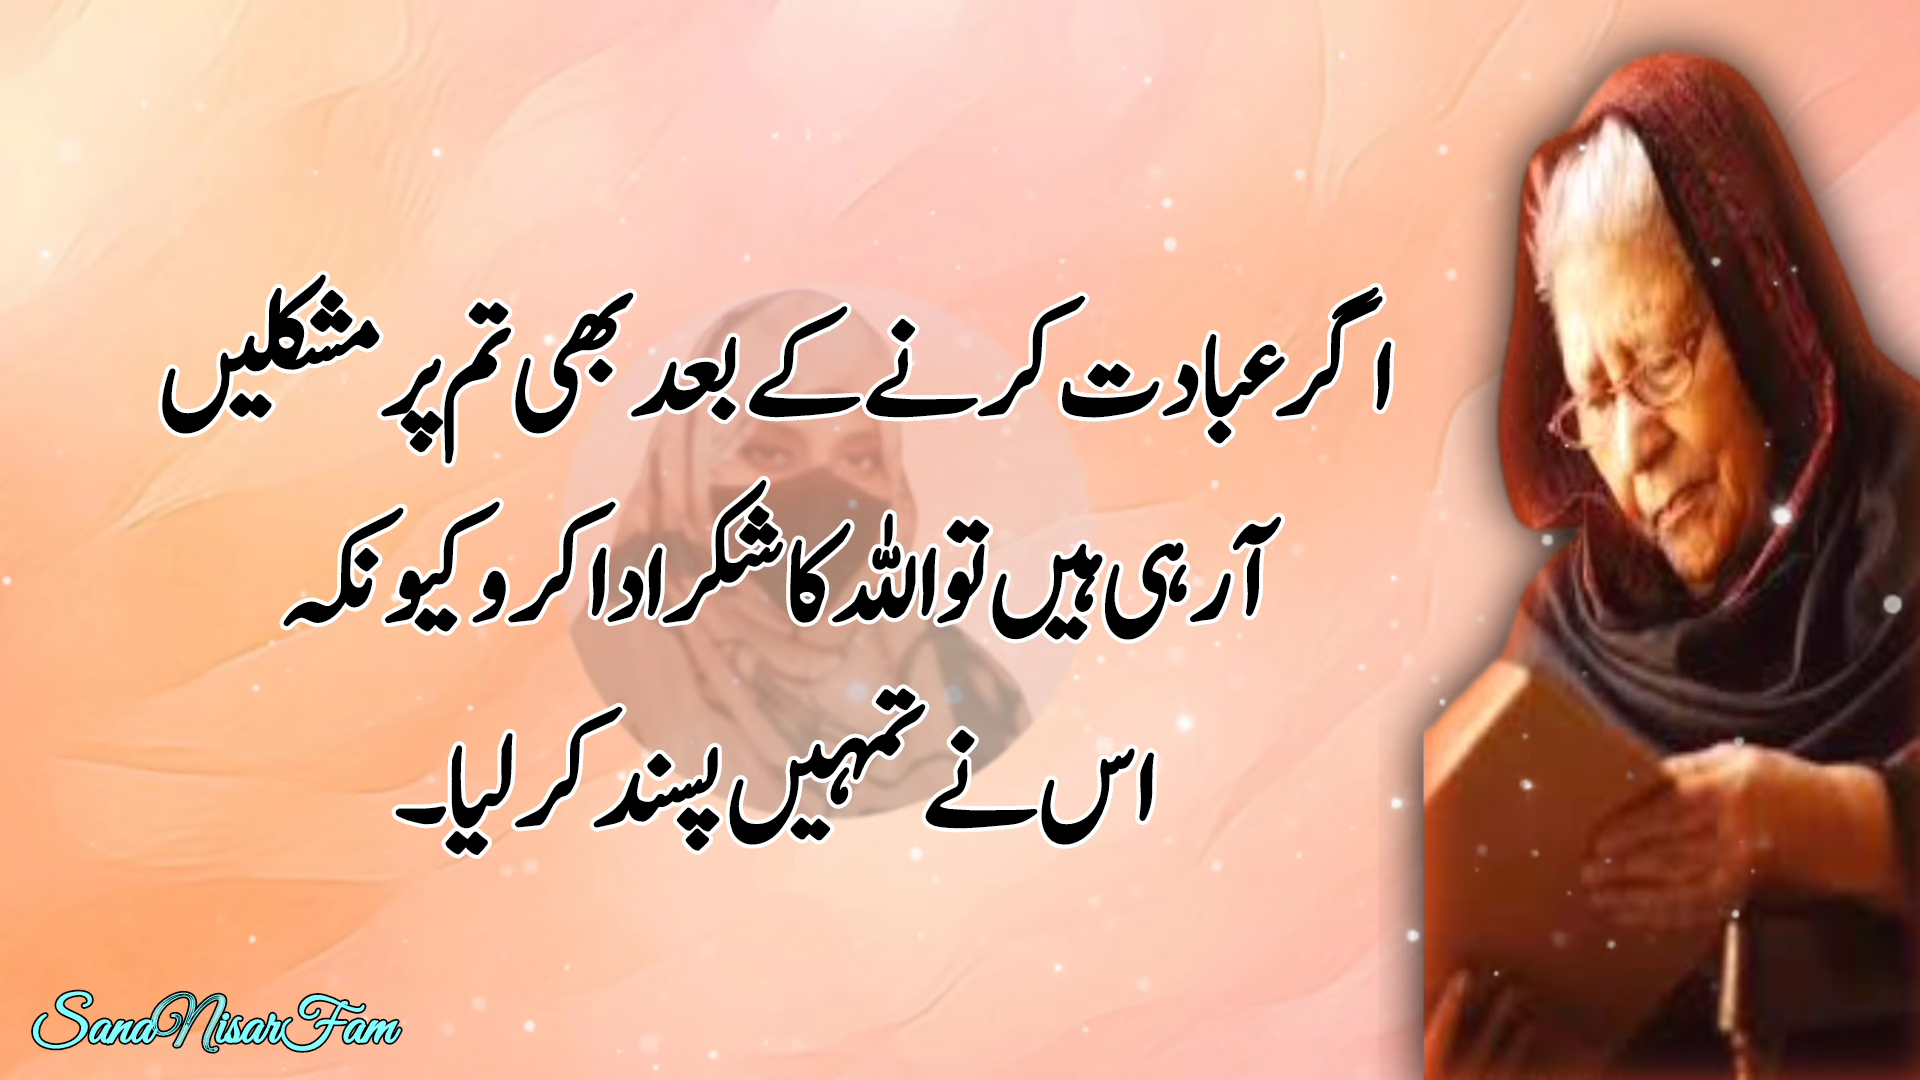 اگر عبادت کرنے کے بعد بھی تم پر مشکلیں
آرہی ہیں تو اللہ کا شکر ادا کرو کیونکہ
اس نے تمہیں پسند کر لیا۔
SanaNisarFam